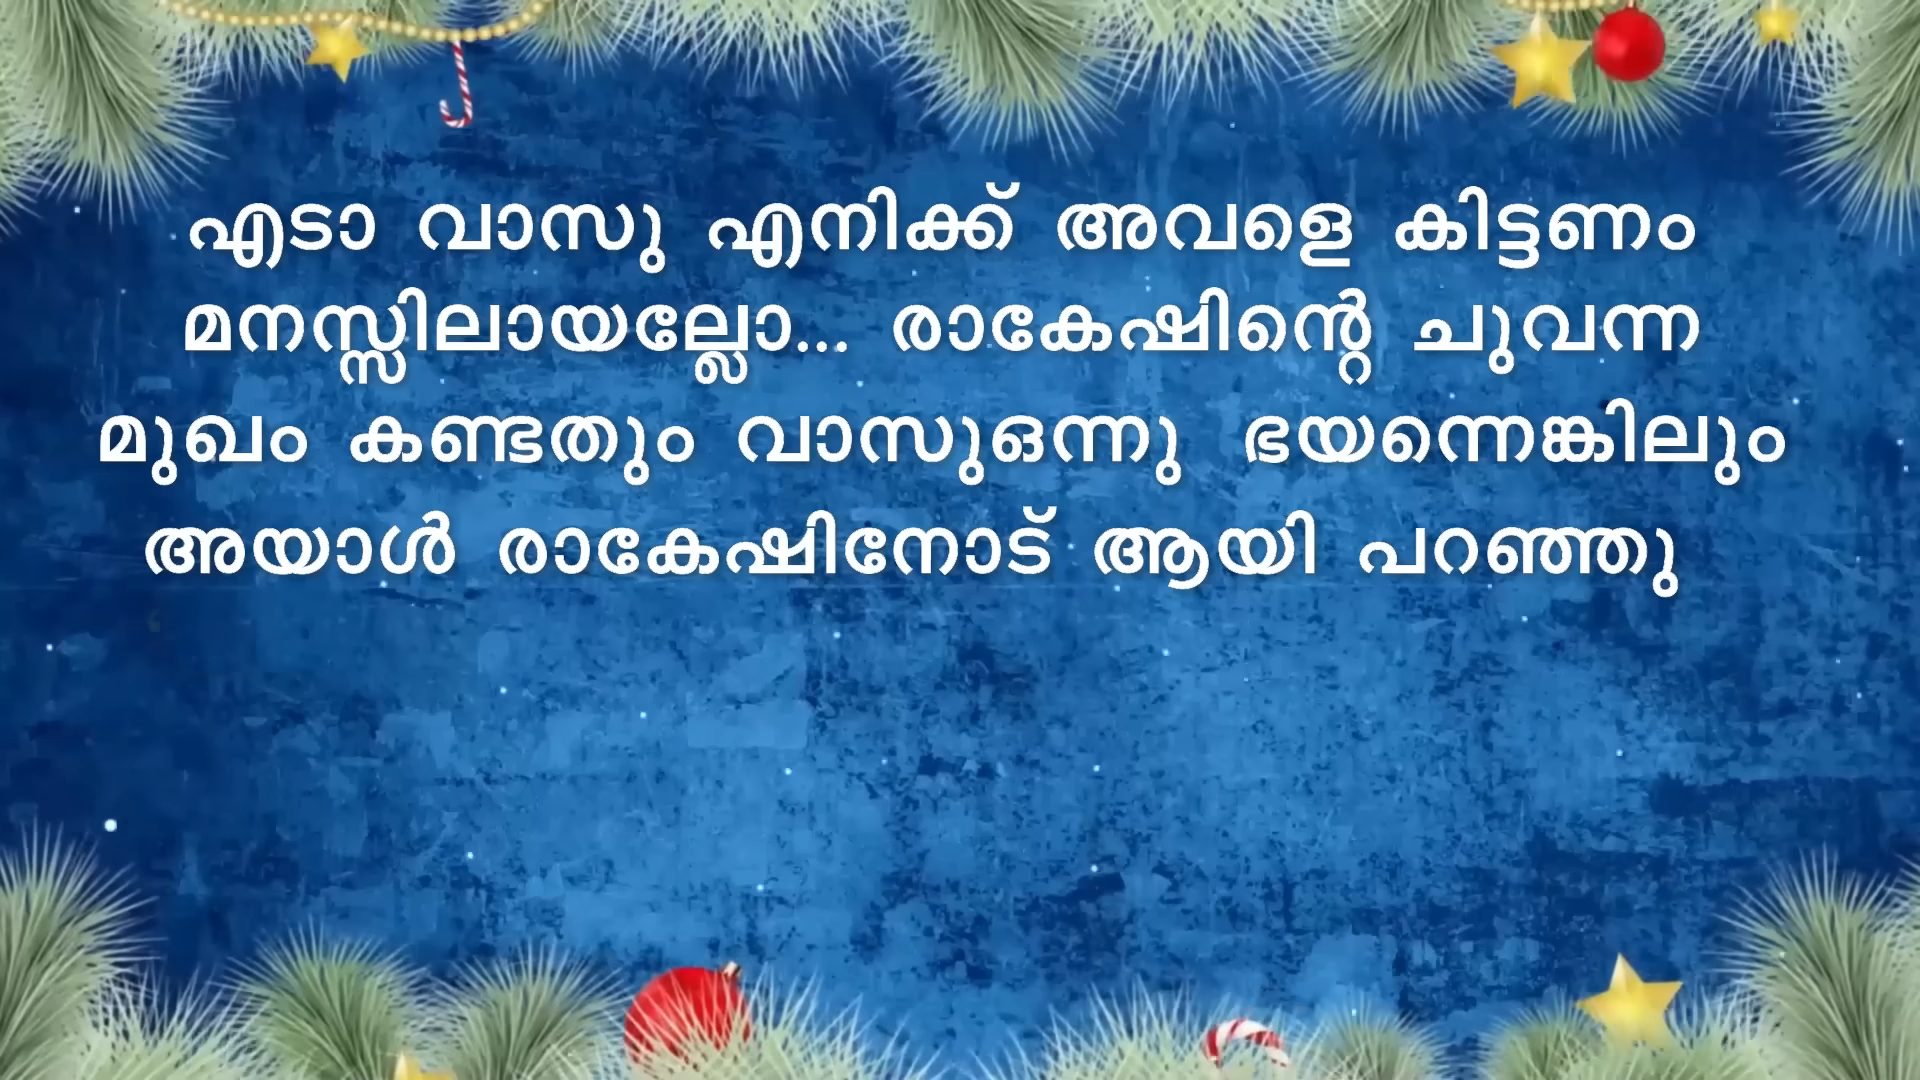 എടാ വാസു എനിക്ക് അവളെ കിട്ടണം
മനസ്സിലായല്ലോ... രാകേഷിന്റെ ചുവന്ന
മുഖം കണ്ടതും വാസുഒന്നു ഭയന്നെങ്കിലും
അയാൾ രാകേഷിനോട് ആയി പറഞ്ഞു